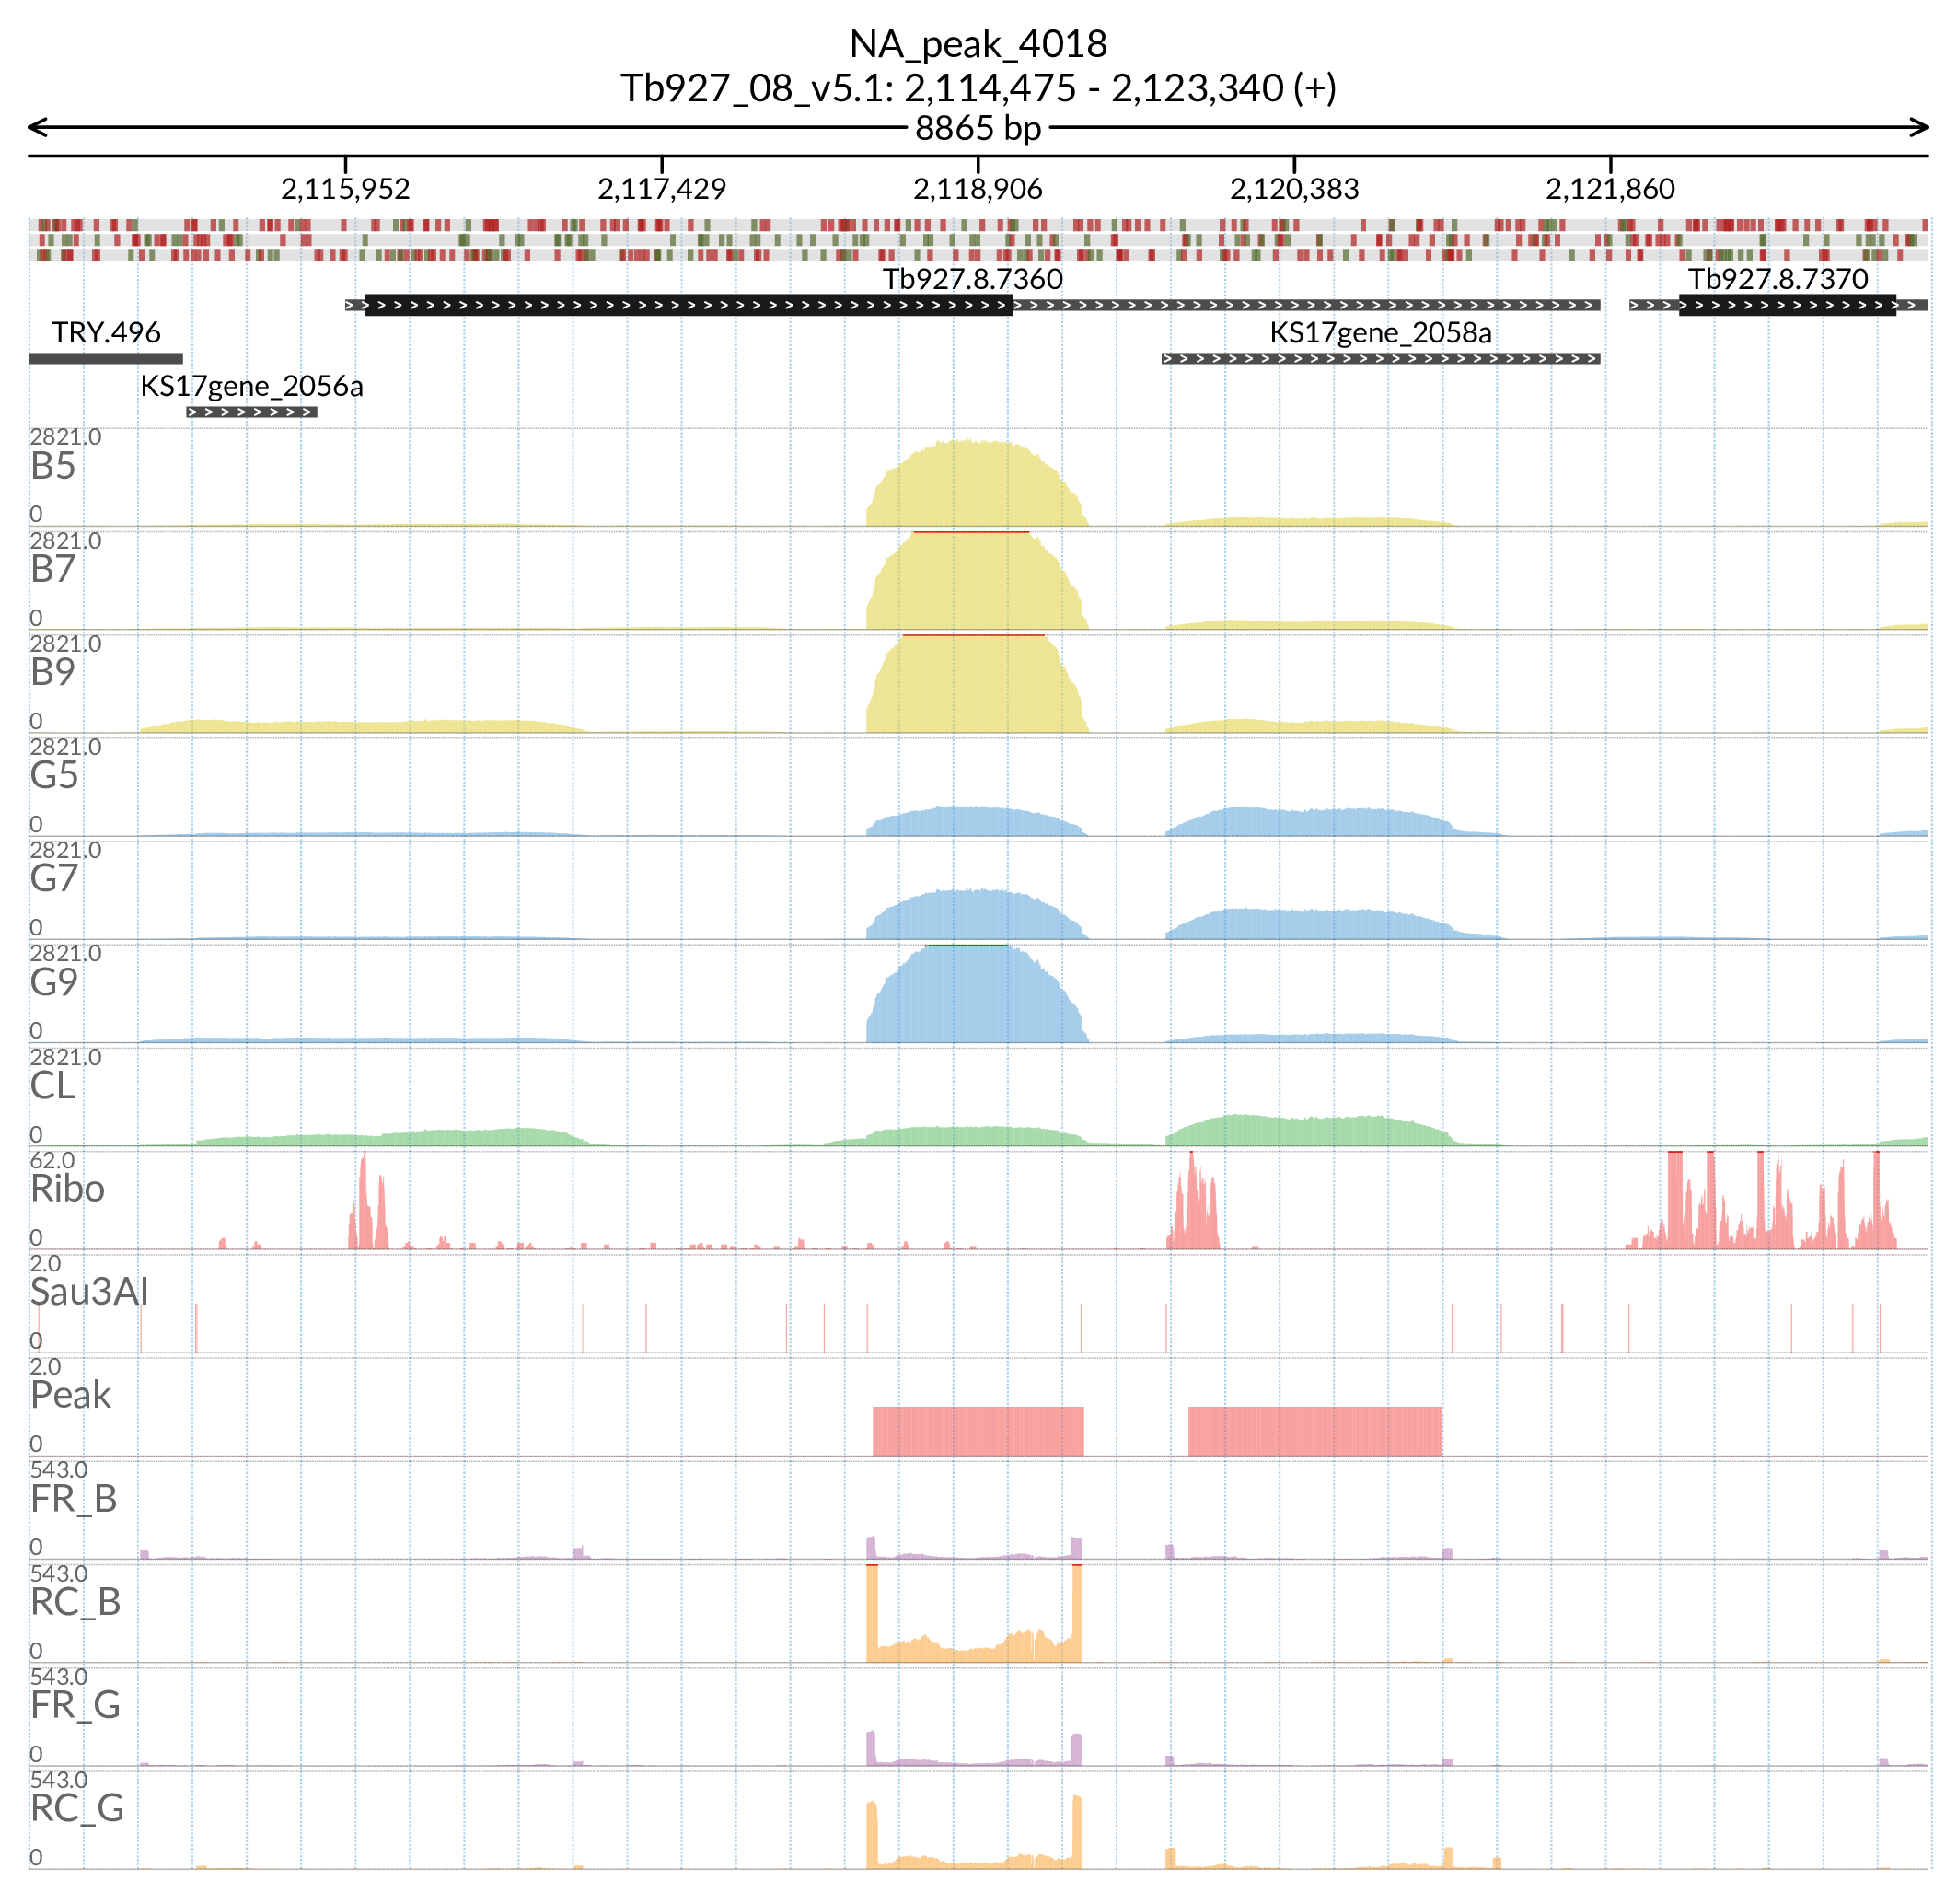 NA_peak_4018
Tb927_08_v5.1: 2,114,475 - 2,123,340 (+)
8865 bp
2,115,952 2,117,429 2,118,906 2,120,383 2,121,860
Tb927.8.7360 Tb927.8.7370
TRY.496 KS17gene_2058a
KS17gene_2056a
2821.0
B5
0
2821.0
B7
0
2821.0
B9
0
2821.0
G5
0
2821.0
G7
0
2821.0
G9
0
2821.0
CL
0
62.0
Ribo
0
2.0
Sau3AI
0
2.0
Peak
0
543.0
FR_B
0
543.0
RC_B
0
543.0
FR_G
0
543.0
RC_G
0